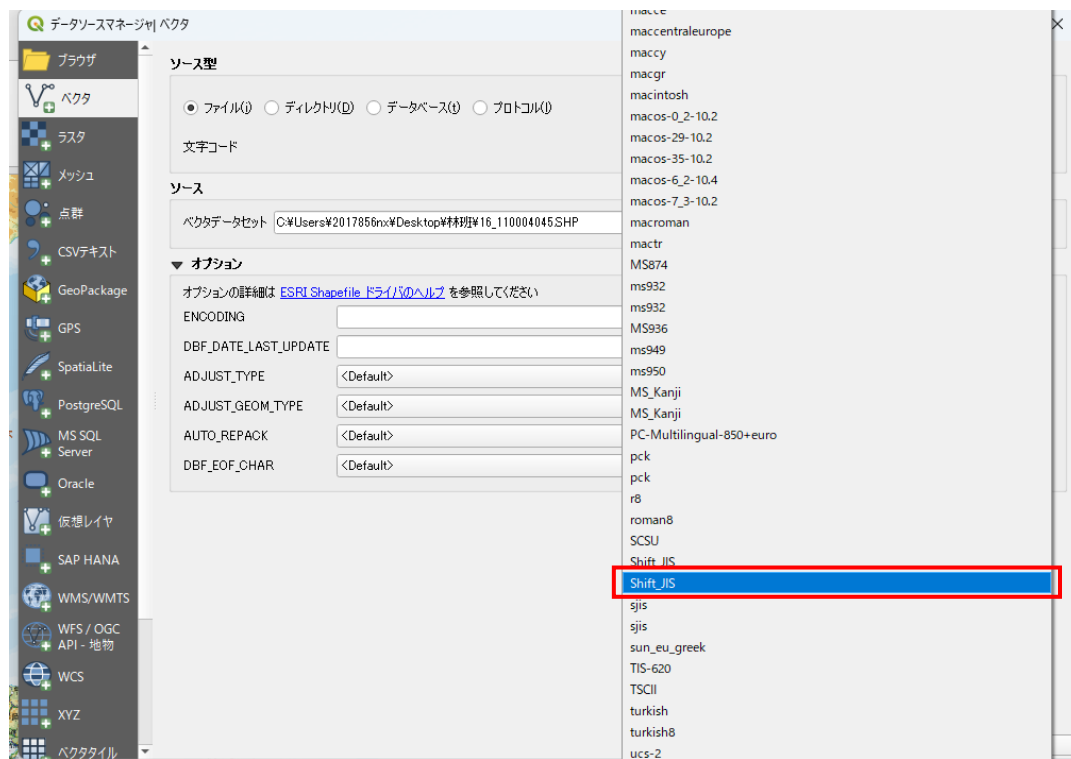 データソースマネージャ| ベクタ
ブラウザ
ベクタ
ラスタ
メッシュ
点群
CSVテキスト
GeoPackage
GPS
SpatiaLite
PostgreSQL
MS SQL
Server
Oracle
仮想レイヤ
SAP HANA
WMS/WMTS
WFS / OGC
API - 地物
WCS
XYZ
ベクタタイル
ソース型
ファイル(i) ディレクトリ(D) データベース(t) プロトコル(l)
文字コード
ソース
ベクタデータセット C:¥Users¥2017856nx¥Desktop¥林班¥16_110004045.SHP
オプション
オプションの詳細は ESRI Shapefile ドライバのヘルプ を参照してください
ENCODING
DBF_DATE_LAST_UPDATE
ADJUST_TYPE <Default>
ADJUST_GEOM_TYPE <Default>
AUTO_REPACK <Default>
DBF_EOF_CHAR <Default>
macce
maccentraleurope
maccy
macgr
macintosh
macos-0_2-10.2
macos-29-10.2
macos-35-10.2
macos-6_2-10.4
macos-7_3-10.2
macroman
mactr
MS874
ms932
ms932
MS936
ms949
ms950
MS_Kanji
MS_Kanji
PC-Multilingual-850+euro
pck
pck
r8
roman8
SCSU
Shift_JIS
Shift_JIS
sjis
sjis
sun_eu_greek
TIS-620
TSCII
turkish
turkish8
ucs-2